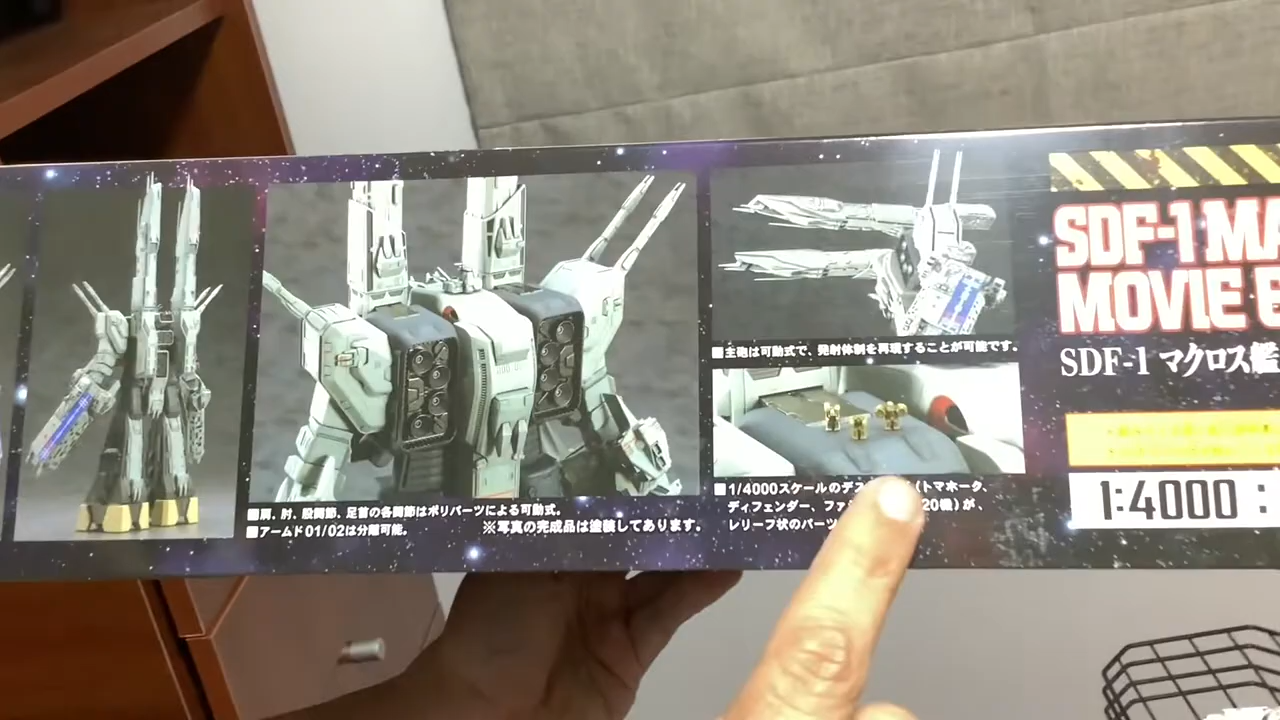 ■肩、肘、股関節、足首の各関節はポリパーツによる可動式。
■アームド01/02は分離可能。
※写真の完成品は塗装してあります。
■主砲は可動式で、発射体制を再現することが可能です。
■1/4000スケールのデス (トマホーク、
ディフェンダー、ファ 20機)が、
レリーフ状のパーツ
SDF-1 MA
MOVIE E
SDF-1 マクロス艦
1:4000